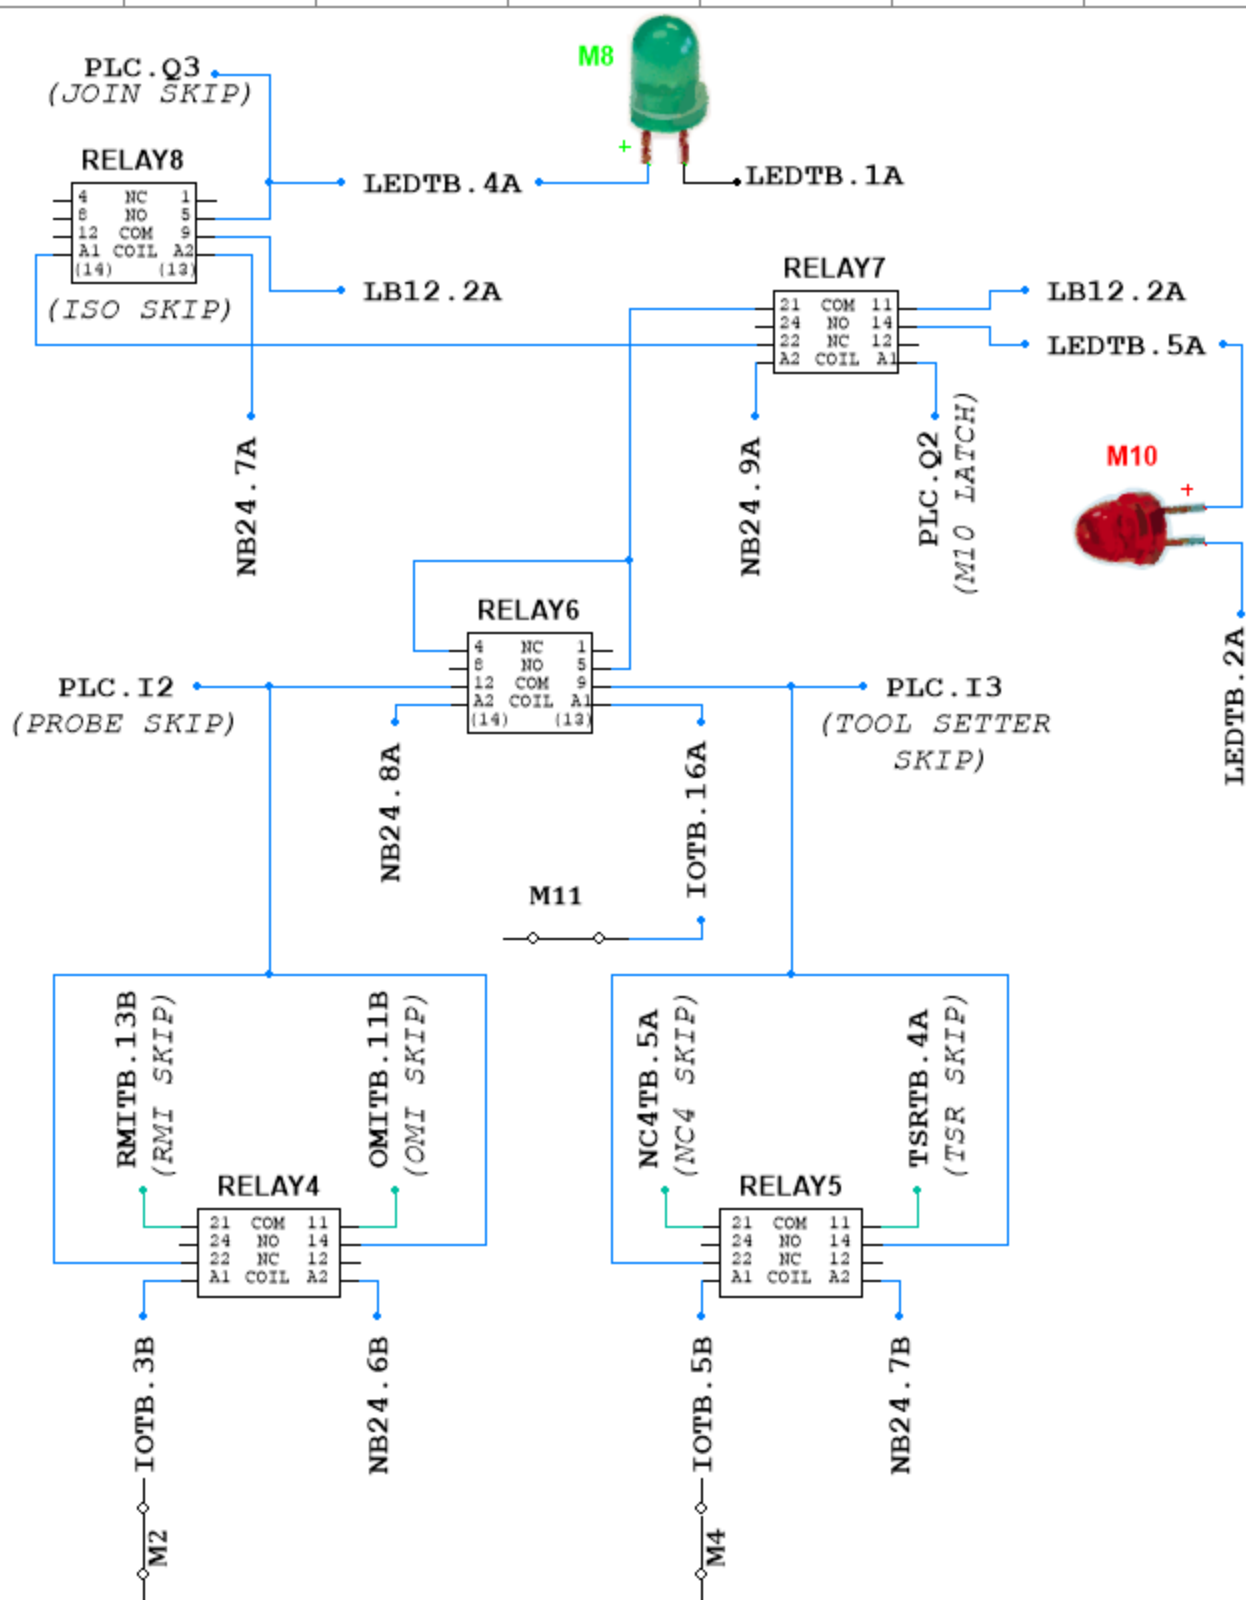 PLC.Q3
(JOIN SKIP)
M8
+
RELAY8
4 NC 1
8 NO 5
12 COM 9
A1 COIL A2
(14) (13)
(ISO SKIP)
LEDTB.4A
LEDTB.1A
LB12.2A
RELAY7
21 COM 11
24 NO 14
22 NC 12
A2 COIL A1
LB12.2A
LEDTB.5A
NB24.7A
NB24.9A
PLC.Q2
(M10 LATCH)
M10
+
LEDTB.2A
RELAY6
4 NC 1
8 NO 5
12 COM 9
A2 COIL A1
(14) (13)
PLC.I2
(PROBE SKIP)
PLC.I3
(TOOL SETTER
SKIP)
NB24.8A
IOTB.16A
M11
RMITB.13B
(RMI SKIP)
OMITB.11B
(OMI SKIP)
NC4TB.5A
(NC4 SKIP)
TSRTB.4A
(TSR SKIP)
RELAY4
21 COM 11
24 NO 14
22 NC 12
A1 COIL A2
RELAY5
21 COM 11
24 NO 14
22 NC 12
A1 COIL A2
IOTB.3B
NB24.6B
IOTB.5B
NB24.7B
M2
M4